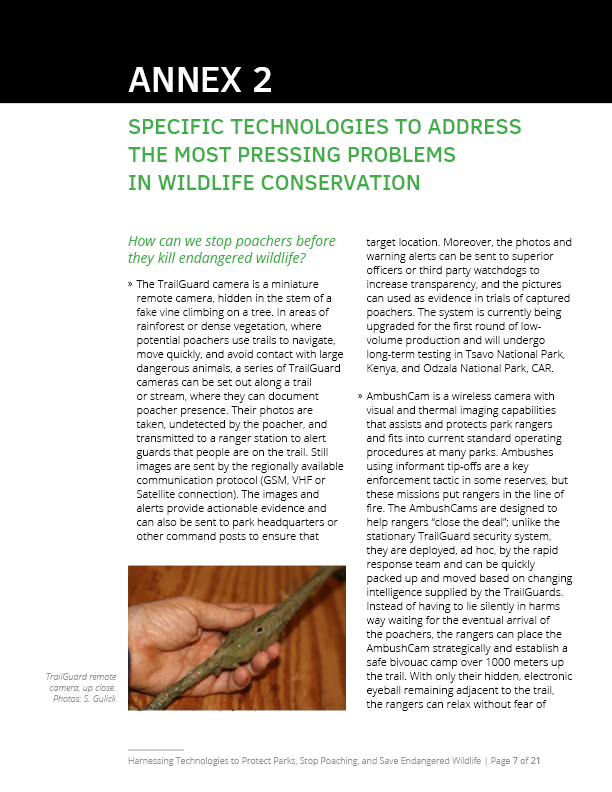 ANNEX 2
SPECIFIC TECHNOLOGIES TO ADDRESS
THE MOST PRESSING PROBLEMS
IN WILDLIFE CONSERVATION
How can we stop poachers before
they kill endangered wildlife?
» The TrailGuard camera is a miniature
remote camera, hidden in the stem of a
fake vine climbing on a tree. In areas of
rainforest or dense vegetation, where
potential poachers use trails to navigate,
move quickly, and avoid contact with large
dangerous animals, a series of TrailGuard
cameras can be set out along a trail
or stream, where they can document
poacher presence. Their photos are
taken, undetected by the poacher, and
transmitted to a ranger station to alert
guards that people are on the trail. Still
images are sent by the regionally available
communication protocol (GSM, VHF or
Satellite connection). The images and
alerts provide actionable evidence and
can also be sent to park headquarters or
other command posts to ensure that
TrailGuard remote
camera, up close.
Photos: S. Gulick
target location. Moreover, the photos and
warning alerts can be sent to superior
officers or third party watchdogs to
increase transparency, and the pictures
can used as evidence in trials of captured
poachers. The system is currently being
upgraded for the first round of low-
volume production and will undergo
long-term testing in Tsavo National Park,
Kenya, and Odzala National Park, CAR.
» AmbushCam is a wireless camera with
visual and thermal imaging capabilities
that assists and protects park rangers
and fits into current standard operating
procedures at many parks. Ambushes
using informant tip-offs are a key
enforcement tactic in some reserves, but
these missions put rangers in the line of
fire. The AmbushCams are designed to
help rangers “close the deal”; unlike the
stationary TrailGuard security system,
they are deployed, ad hoc, by the rapid
response team and can be quickly
packed up and moved based on changing
intelligence supplied by the TrailGuards.
Instead of having to lie silently in harms
way waiting for the eventual arrival of
the poachers, the rangers can place the
AmbushCam strategically and establish a
safe bivouac camp over 1000 meters up
the trail. With only their hidden, electronic
eyeball remaining adjacent to the trail,
the rangers can relax without fear of
Harnessing Technologies to Protect Parks, Stop Poaching, and Save Endangered Wildlife | Page 7 of 21